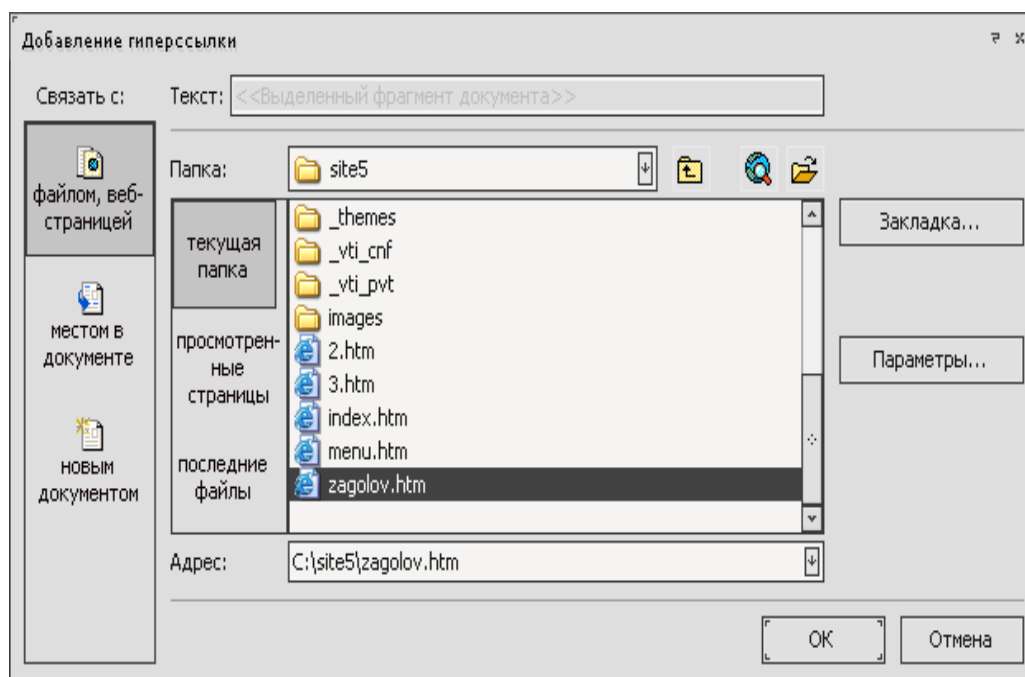 Добавление гиперссылки
Связать с:
Текст: <<Выделенный фрагмент документа>>
файлом, веб-
страницей
местом в
документе
новым
документом
Папка: site5
текущая
папка
просмотрен-
ные
страницы
последние
файлы
_themes
_vti_cnf
_vti_pvt
images
2.htm
3.htm
index.htm
menu.htm
zagolov.htm
Закладка...
Параметры...
Адрес: C:\site5\zagolov.htm
OK
Отмена